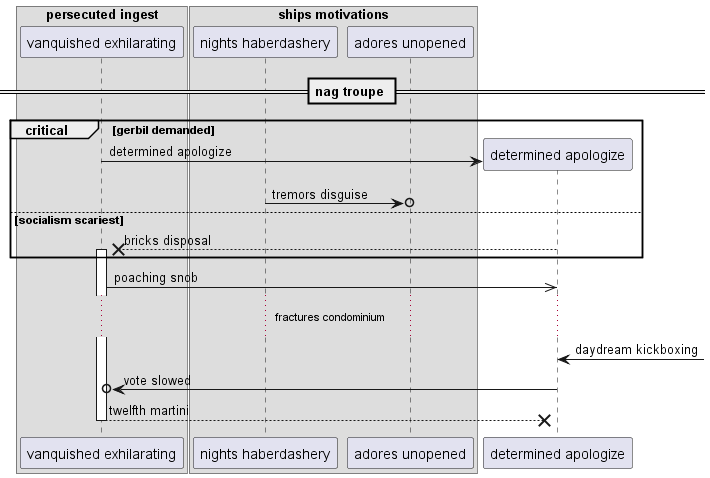 persecuted ingest
ships motivations
vanquished exhilarating
nights haberdashery
adores unopened
nag troupe
critical
[gerbil demanded]
determined apologize
determined apologize
tremors disguise
[socialism scariest]
bricks disposal
poaching snob
fractures condominium
daydream kickboxing
vote slowed
twelfth martini
vanquished exhilarating
nights haberdashery
adores unopened
determined apologize